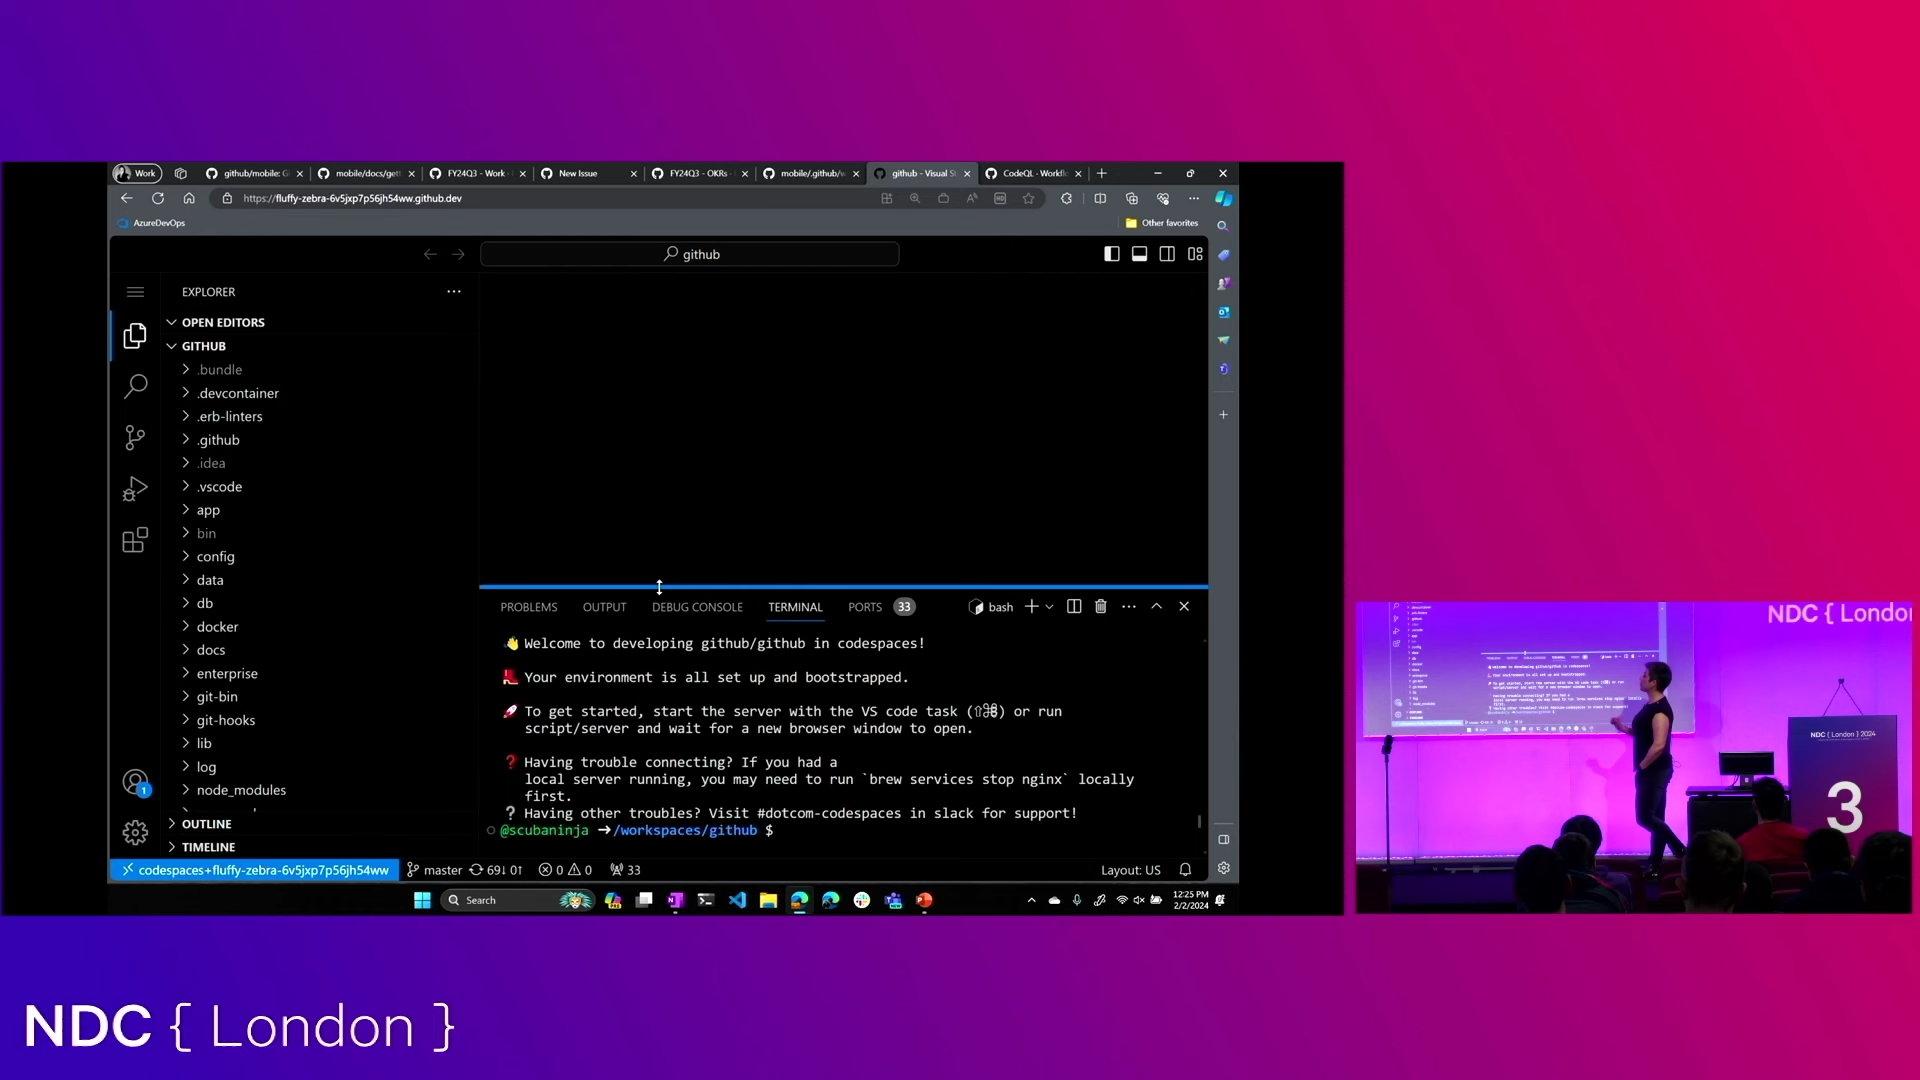 Work
github/mobile: G
mobile/docs/gett
FY24Q3 - Work -
New Issue
FY24Q3 - OKRs -
mobile/.github/w
github - Visual S
CodeQL · Workfl
https://fluffy-zebra-6v5jxp7p56jh54ww.github.dev
AzureDevOps
Other favorites
github
EXPLORER
OPEN EDITORS
GITHUB
.bundle
.devcontainer
.erb-linters
.github
.idea
.vscode
app
bin
config
data
db
docker
docs
enterprise
git-bin
git-hooks
lib
log
node_modules
OUTLINE
TIMELINE
PROBLEMS
OUTPUT
DEBUG CONSOLE
TERMINAL
PORTS 33
bash
👋 Welcome to developing github/github in codespaces!
Your environment is all set up and bootstrapped.
🚀 To get started, start the server with the VS code task (⇧⌘B) or run
script/server and wait for a new browser window to open.
❓ Having trouble connecting? If you had a
local server running, you may need to run `brew services stop nginx` locally
first.
❔ Having other troubles? Visit #dotcom-codespaces in slack for support!
@scubaninja ➜ /workspaces/github $
1
codespaces+fluffy-zebra-6v5jxp7p56jh54ww
master
69↓ 0↑
0
0
33
Layout: US
Search
12:25 PM
2/2/2024
NDC { London
NDC { London } 2024
3
NDC { London }